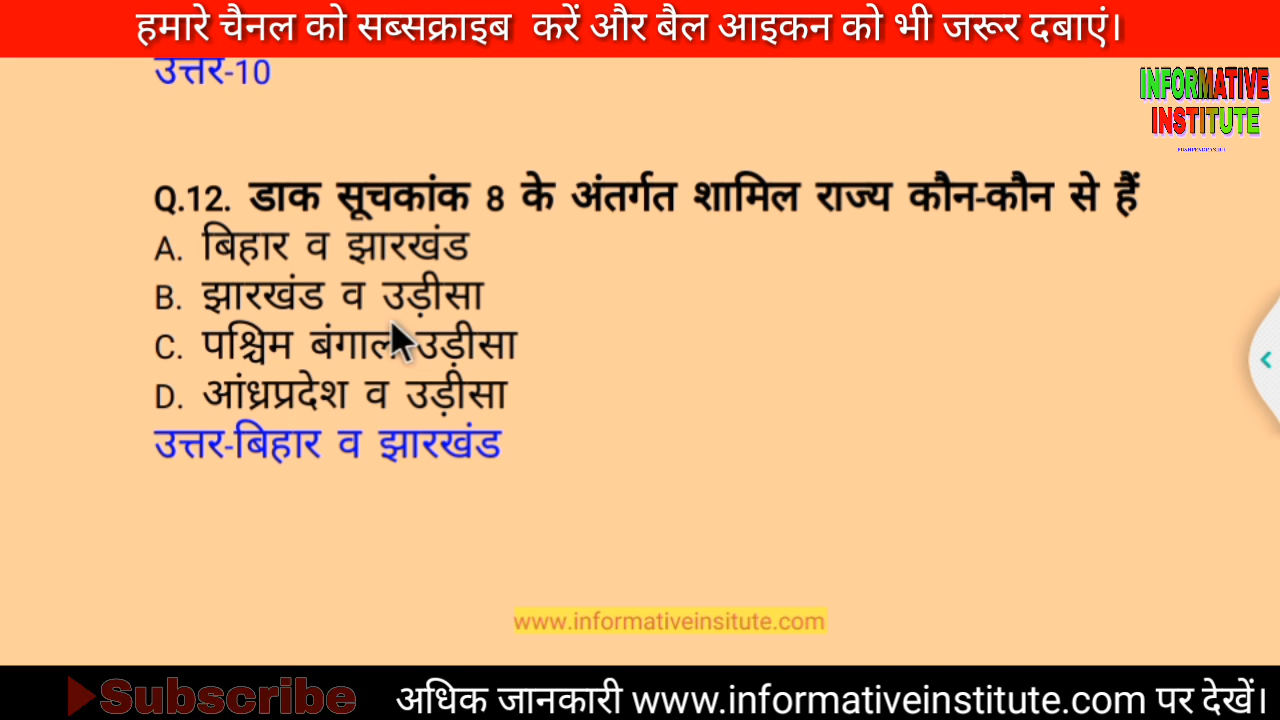 हमारे चैनल को सब्सक्राइब करें और बैल आइकन को भी जरूर दबाएं।
उत्तर-10
INFORMATIVE
INSTITUTE
Q.12. डाक सूचकांक 8 के अंतर्गत शामिल राज्य कौन-कौन से हैं
A. बिहार व झारखंड
B. झारखंड व उड़ीसा
C. पश्चिम बंगाल उड़ीसा
D. आंध्रप्रदेश व उड़ीसा
उत्तर-बिहार व झारखंड
www.informativeinsitute.com
Subscribe
अधिक जानकारी www.informativeinstitute.com पर देखें।